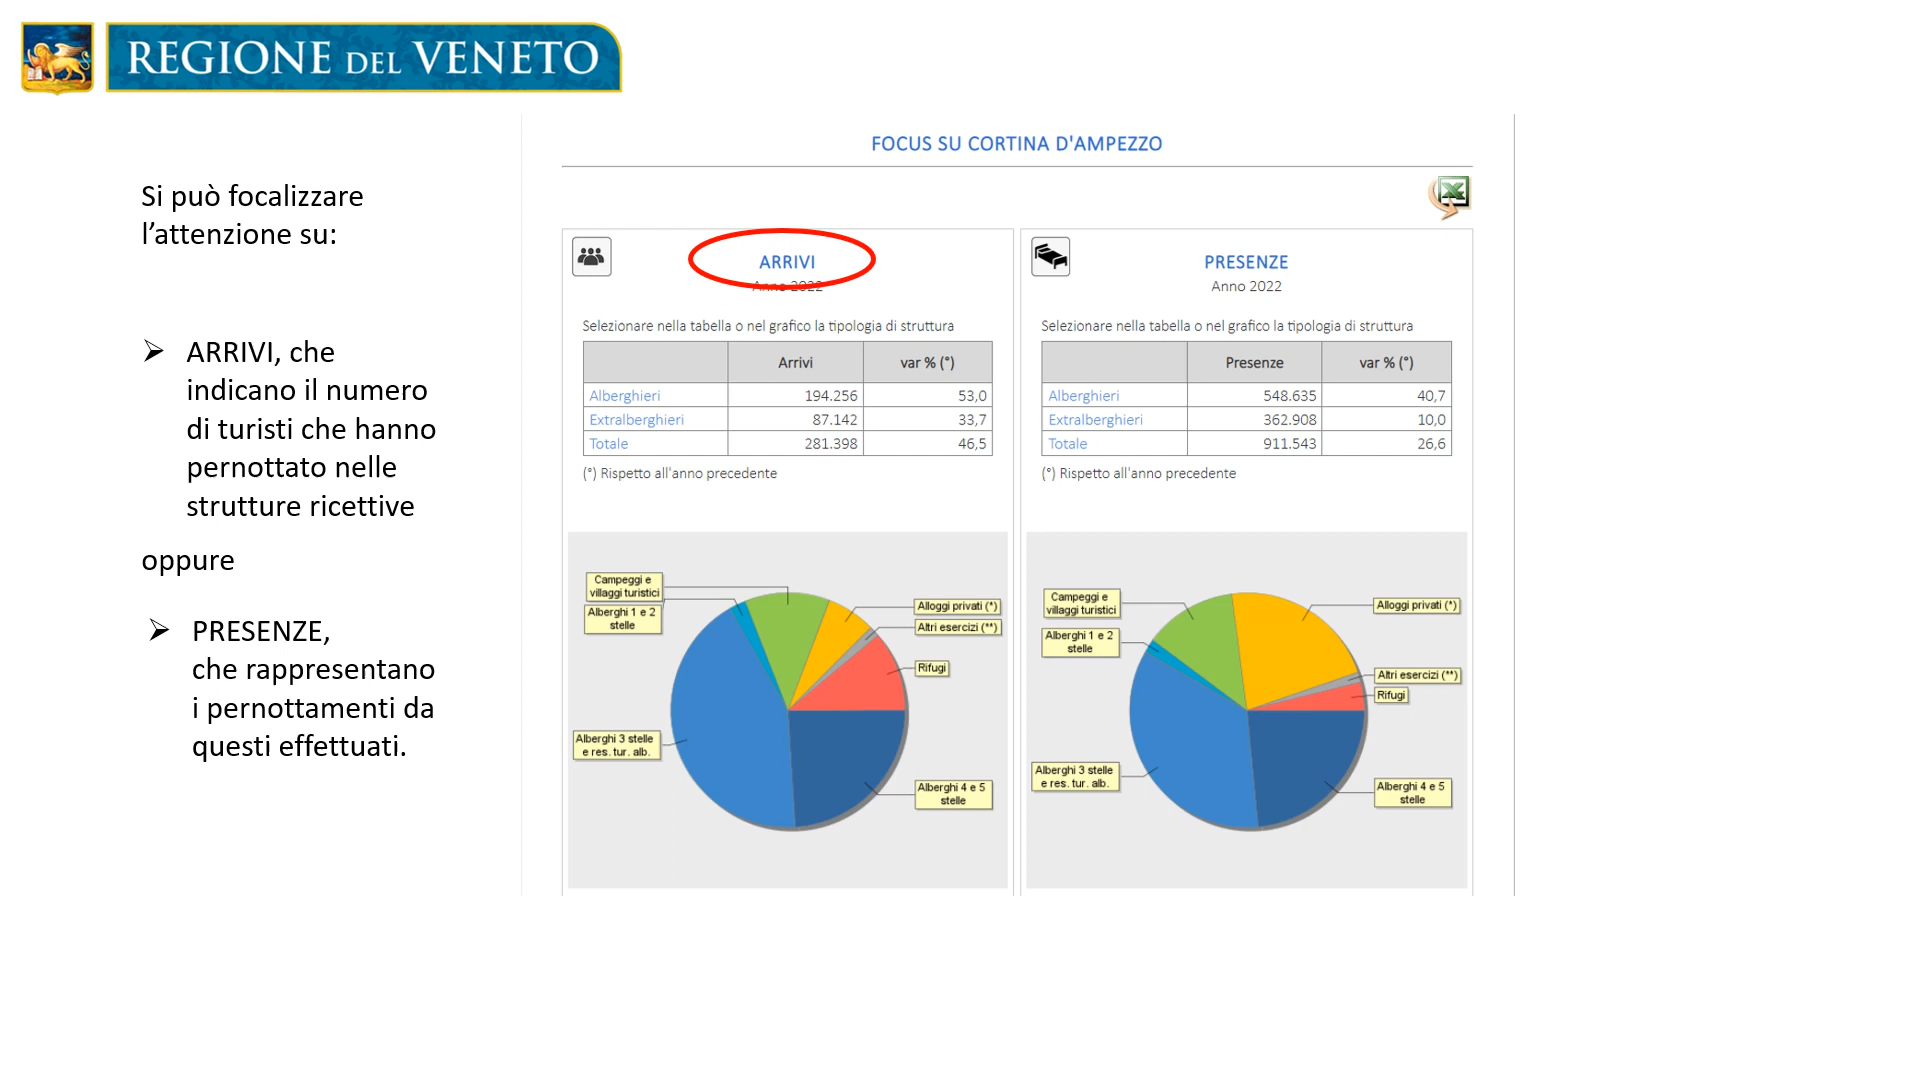 REGIONE DEL VENETO
Si può focalizzare
l’attenzione su:
➢ ARRIVI, che
indicano il numero
di turisti che hanno
pernottato nelle
strutture ricettive
oppure
➢ PRESENZE,
che rappresentano
i pernottamenti da
questi effettuati.
FOCUS SU CORTINA D'AMPEZZO
ARRIVI
Anno 2022
Selezionare nella tabella o nel grafico la tipologia di struttura
Arrivi var % (°)
Alberghieri 194.256 53,0
Extralberghieri 87.142 33,7
Totale 281.398 46,5
(°) Rispetto all'anno precedente
Campeggi e
villaggi turistici
Alberghi 1 e 2
stelle
Alloggi privati (*)
Altri esercizi (**)
Rifugi
Alberghi 3 stelle
e res. tur. alb.
Alberghi 4 e 5
stelle
PRESENZE
Anno 2022
Selezionare nella tabella o nel grafico la tipologia di struttura
Presenze var % (°)
Alberghieri 548.635 40,7
Extralberghieri 362.908 10,0
Totale 911.543 26,6
(°) Rispetto all'anno precedente
Campeggi e
villaggi turistici
Alberghi 1 e 2
stelle
Alloggi privati (*)
Altri esercizi (**)
Rifugi
Alberghi 3 stelle
e res. tur. alb.
Alberghi 4 e 5
stelle